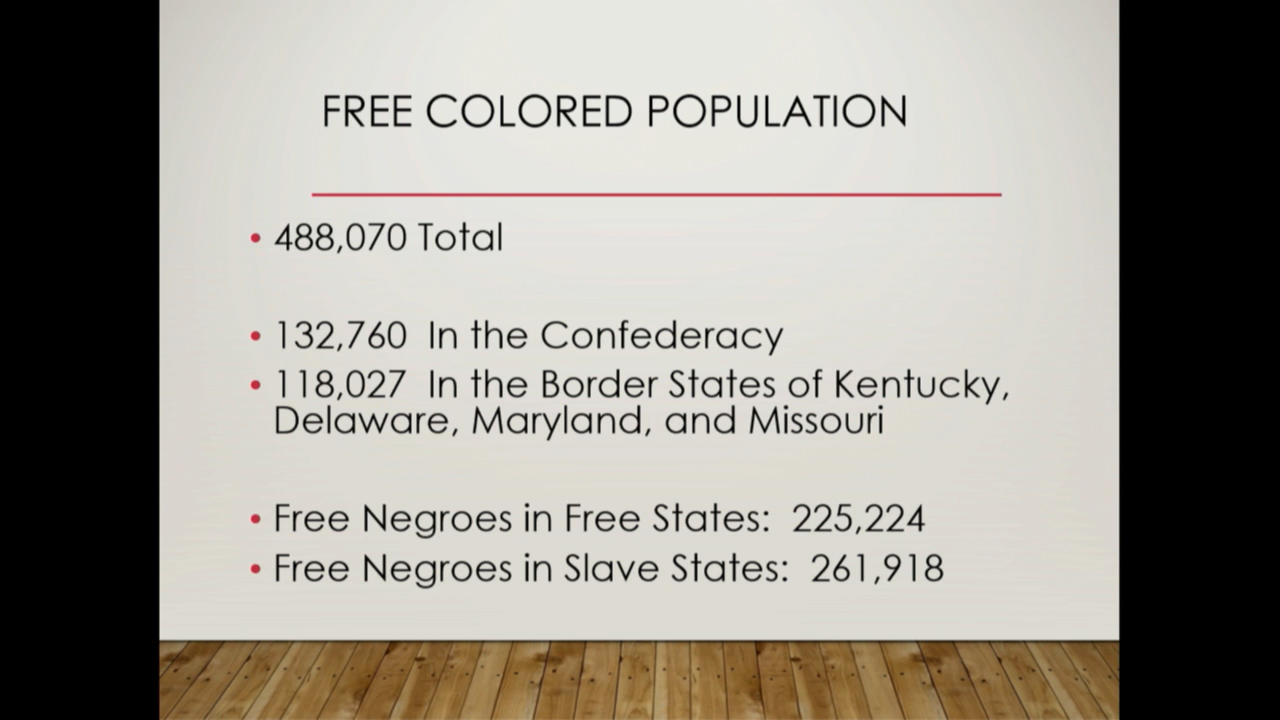 FREE COLORED POPULATION
• 488,070 Total
• 132,760 In the Confederacy
• 118,027 In the Border States of Kentucky,
Delaware, Maryland, and Missouri
• Free Negroes in Free States: 225,224
• Free Negroes in Slave States: 261,918